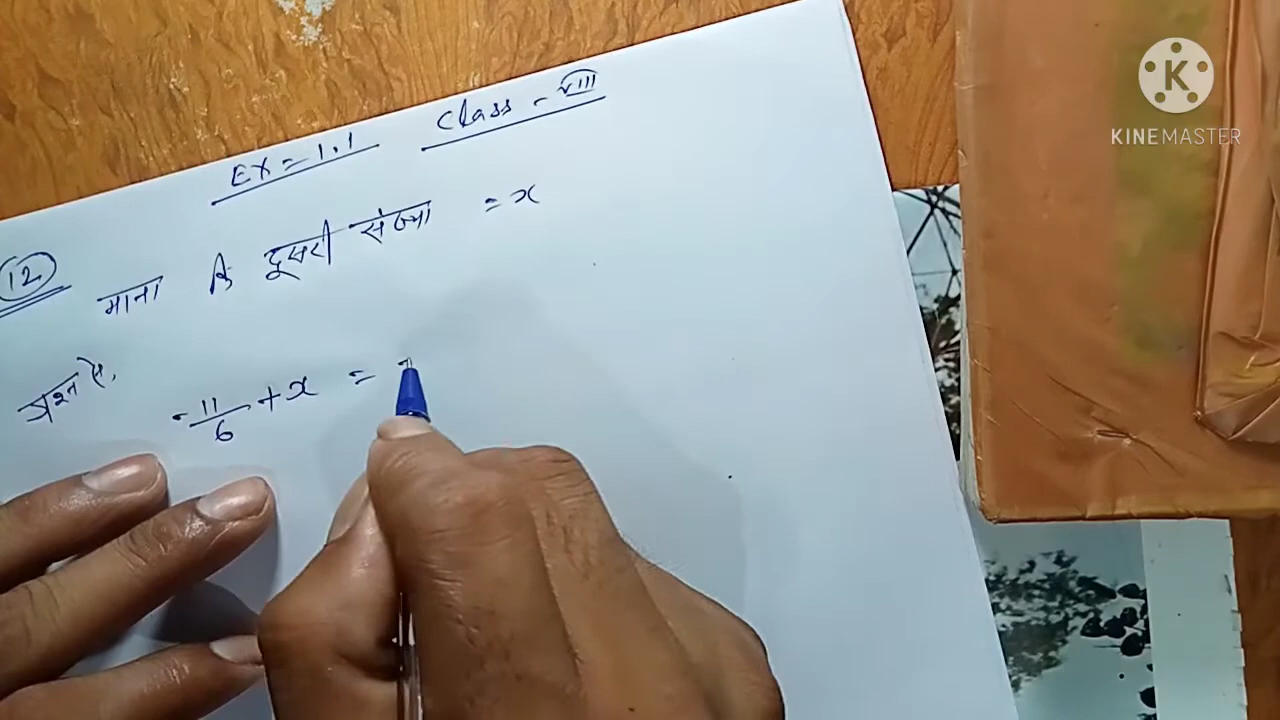 EX = 1.1 Class - VIII
12 माना कि दूसरी संख्या = x
प्रश्न से,
-11/6 + x =
KINEMASTER